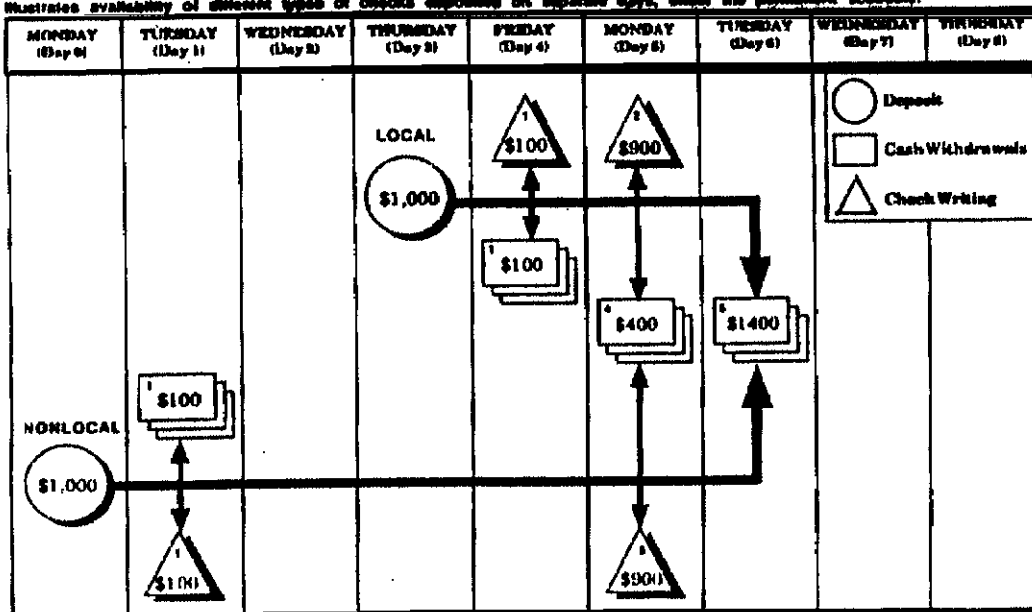 Illustrates availability of different types of checks deposited on separate days, under the permanent schedule.
MONDAY TUESDAY WEDNESDAY THURSDAY FRIDAY MONDAY TUESDAY WEDNESDAY THURSDAY
(Day 0) (Day 1) (Day 2) (Day 3) (Day 4) (Day 5) (Day 6) (Day 7) (Day 8)
Deposit
Cash Withdrawals
Check Writing
LOCAL
$1,000
1
$100
2
$900
1
$100
4
$400
5
$1400
1
$100
NONLOCAL
$1,000
1
$100
3
$900